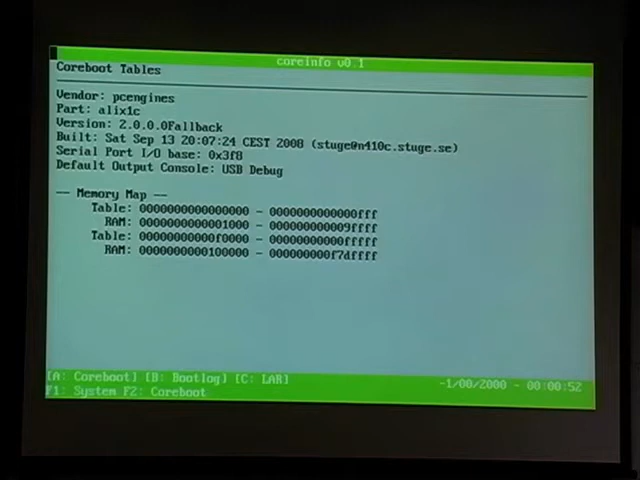 coreinfo v0.1
Coreboot Tables
Vendor: pcengines
Part: alix1c
Version: 2.0.0.0Fallback
Built: Sat Sep 13 20:07:24 CEST 2008 (stuge@n410c.stuge.se)
Serial Port I/O base: 0x3f8
Default Output Console: USB Debug
-- Memory Map --
Table: 0000000000000000 - 0000000000000fff
RAM: 0000000000001000 - 000000000009ffff
Table: 00000000000f0000 - 00000000000fffff
RAM: 0000000000100000 - 000000000f7dffff
[A: Coreboot] [B: Bootlog] [C: LAR]
F1: System F2: Coreboot
-1/00/2000 - 00:00:52